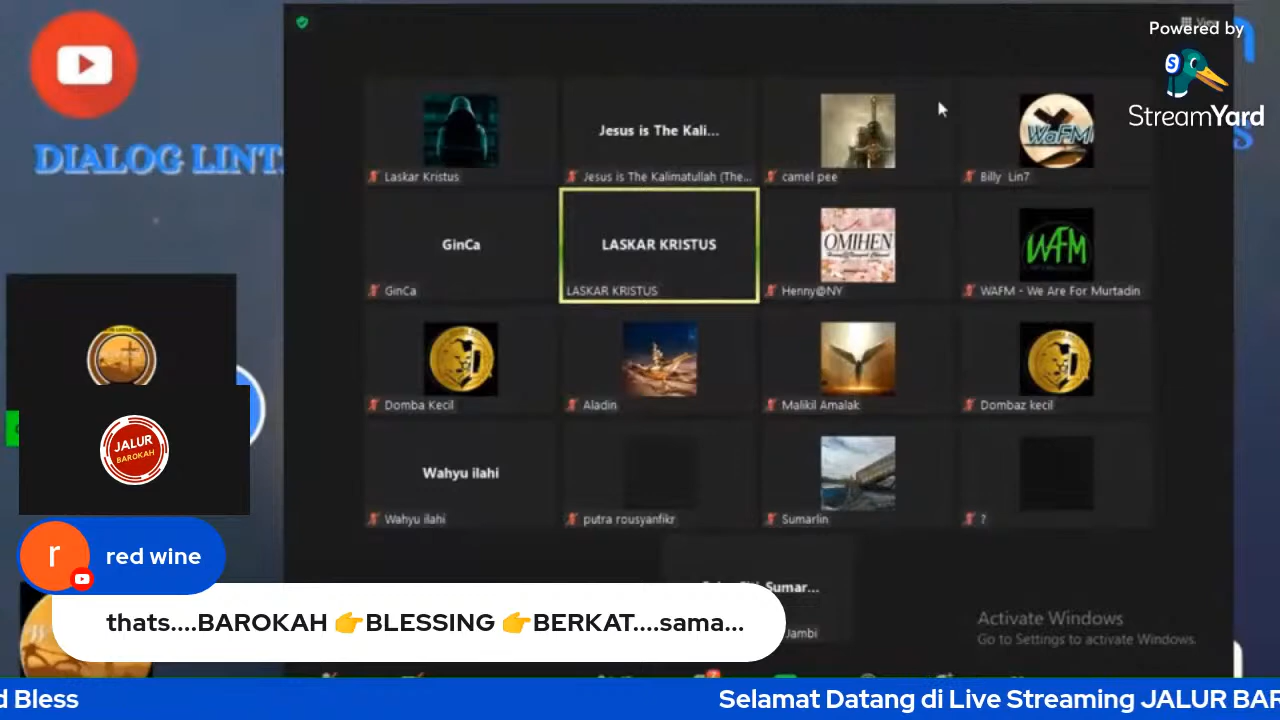 View
Powered by
StreamYard
DIALOG LINT
Jesus is The Kali...
WaFM
Laskar Kristus
Jesus is The Kalimatullah (The...
camel pee
Billy Lin7
GinCa
LASKAR KRISTUS
OMIHEN
WAFM
GinCa
LASKAR KRISTUS
Henny@NY
WAFM - We Are For Murtadin
Domba Kecil
Aladin
Malikil Amalak
Dombaz kecil
JALUR
BAROKAH
Wahyu ilahi
Wahyu ilahi
putra rousyanfikr
Sumarlin
?
r
red wine
Sumar...
Jambi
thats....BAROKAH 👉BLESSING 👉BERKAT....sama...
Activate Windows
Go to Settings to activate Windows.
d Bless
Selamat Datang di Live Streaming JALUR BAR